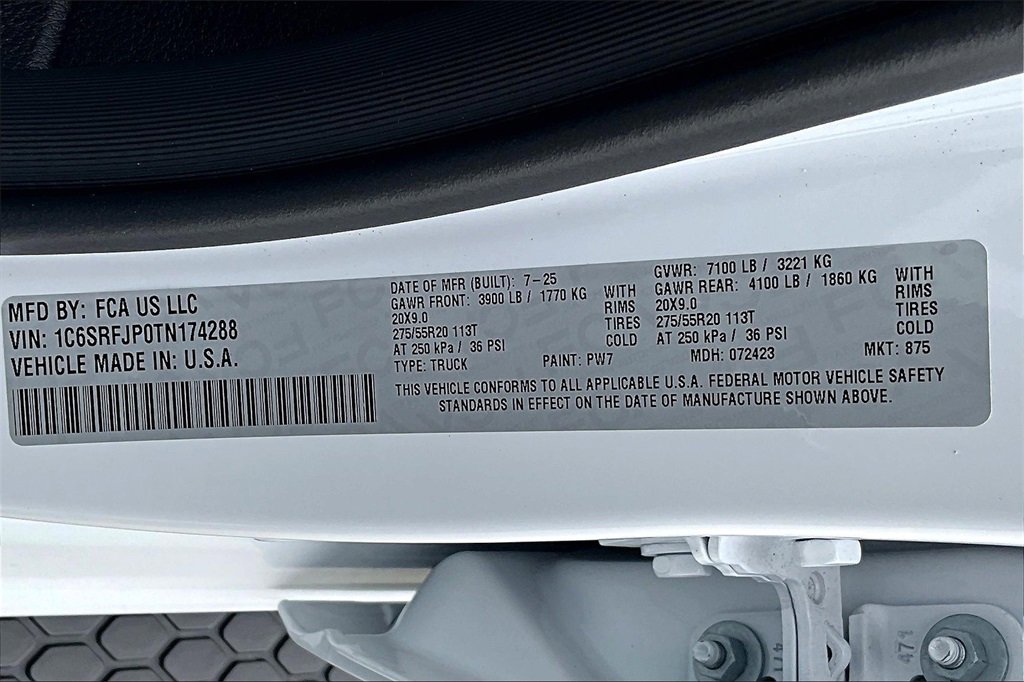 MFD BY: FCA US LLC
VIN: 1C6SRFJP0TN174288
VEHICLE MADE IN: U.S.A.
DATE OF MFR (BUILT): 7-25
GAWR FRONT: 3900 LB / 1770 KG WITH
20X9.0 RIMS
275/55R20 113T TIRES
AT 250 kPa / 36 PSI COLD
TYPE: TRUCK PAINT: PW7
GVWR: 7100 LB / 3221 KG
GAWR REAR: 4100 LB / 1860 KG WITH
20X9.0 RIMS
275/55R20 113T TIRES
AT 250 kPa / 36 PSI COLD
MDH: 072423 MKT: 875
THIS VEHICLE CONFORMS TO ALL APPLICABLE U.S.A. FEDERAL MOTOR VEHICLE SAFETY
STANDARDS IN EFFECT ON THE DATE OF MANUFACTURE SHOWN ABOVE.
471